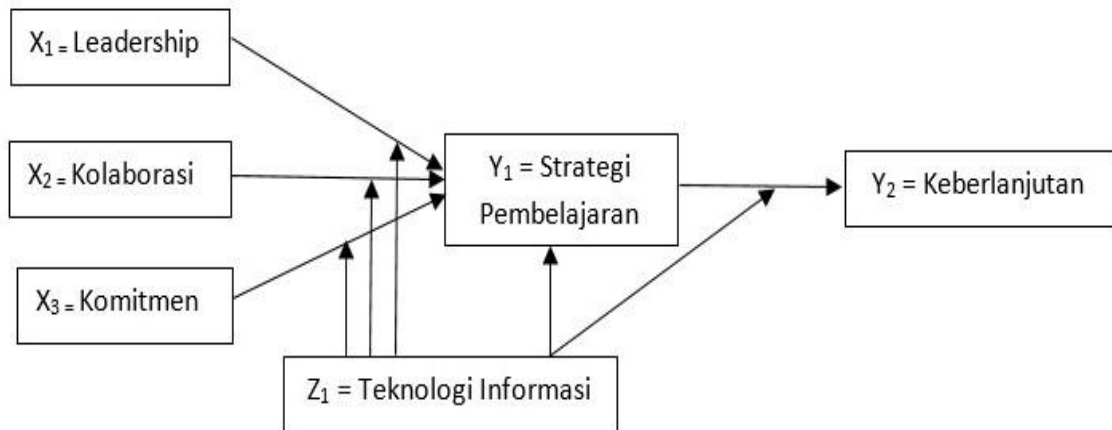 X₁ = Leadership
X₂ = Kolaborasi
X₃ = Komitmen
Y₁ = Strategi
Pembelajaran
Y₂ = Keberlanjutan
Z₁ = Teknologi Informasi